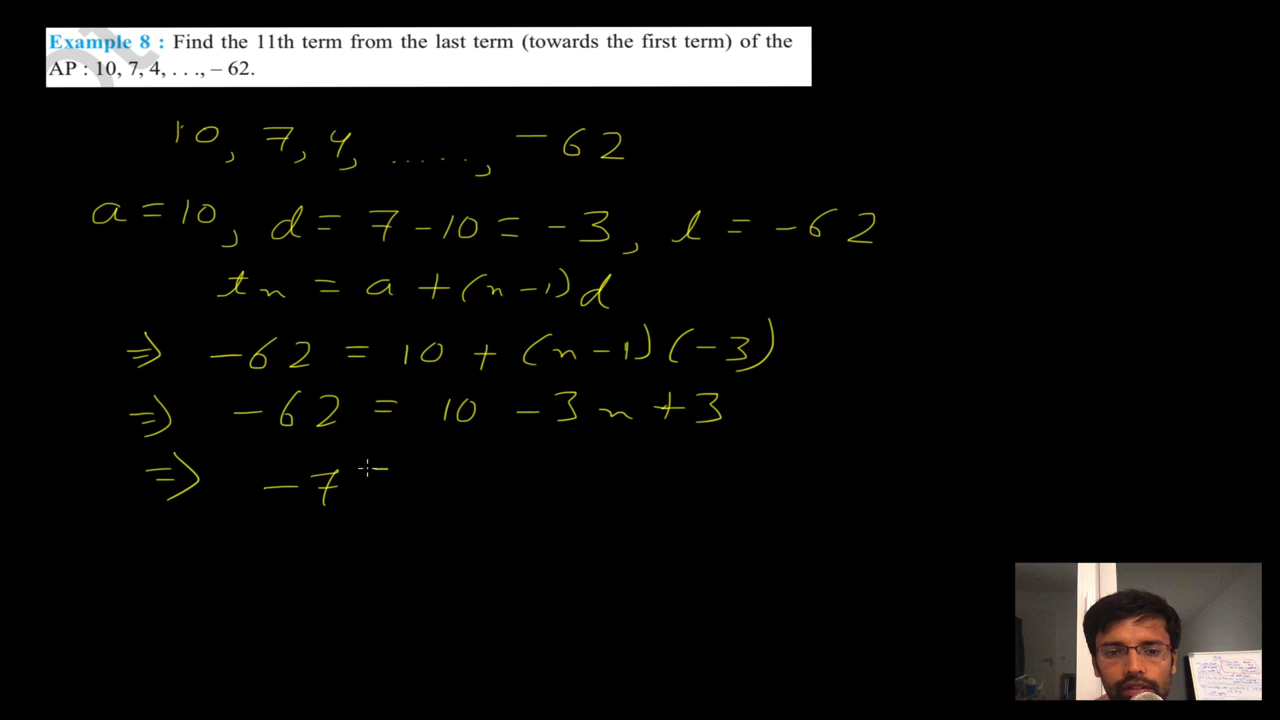 Example 8 : Find the 11th term from the last term (towards the first term) of the
AP : 10, 7, 4, . . ., – 62.
10, 7, 4, ....., -62
a = 10, d = 7 - 10 = -3, l = -62
tn = a + (n-1)d
⇒ -62 = 10 + (n-1)(-3)
⇒ -62 = 10 - 3n + 3
⇒ -7